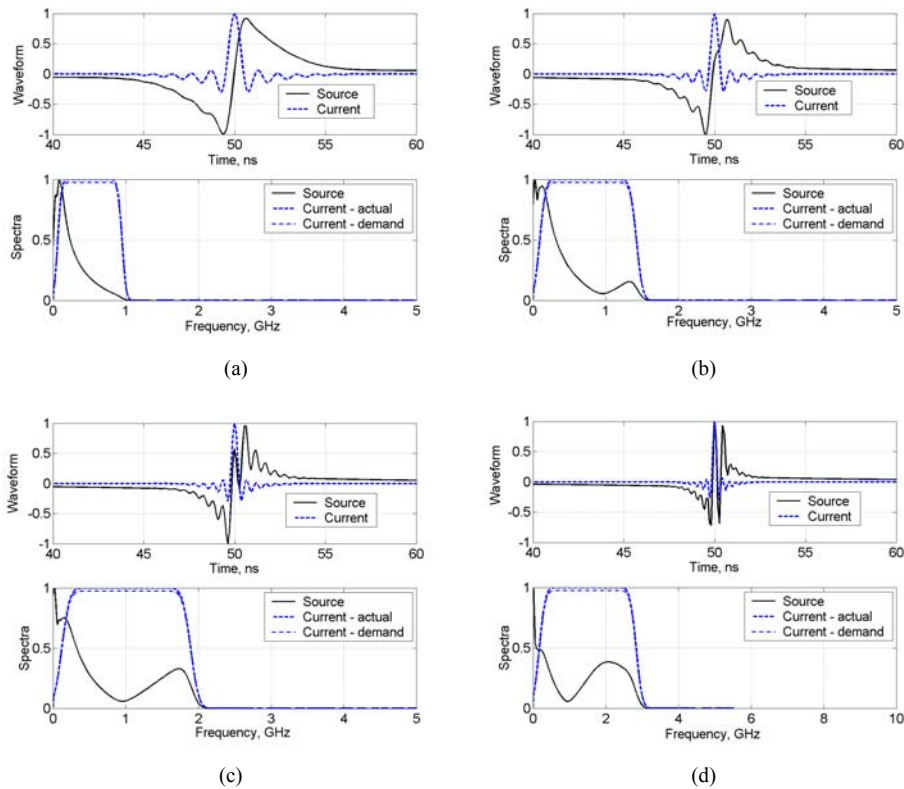 1
0.5
0
-0.5
-1
Waveform
Source
Current
40 45 50 55 60
Time, ns
1
0.5
0
Spectra
Source
Current - actual
Current - demand
0 1 2 3 4 5
Frequency, GHz
(a)
1
0.5
0
-0.5
-1
Waveform
Source
Current
40 45 50 55 60
Time, ns
1
0.5
0
Spectra
Source
Current - actual
Current - demand
0 1 2 3 4 5
Frequency, GHz
(b)
1
0.5
0
-0.5
-1
Waveform
Source
Current
40 45 50 55 60
Time, ns
1
0.5
0
Spectra
Source
Current - actual
Current - demand
0 1 2 3 4 5
Frequency, GHz
(c)
1
0.5
0
-0.5
-1
Waveform
Source
Current
40 45 50 55 60
Time, ns
1
0.5
0
Spectra
Source
Current - actual
Current - demand
0 2 4 6 8 10
Frequency, GHz
(d)